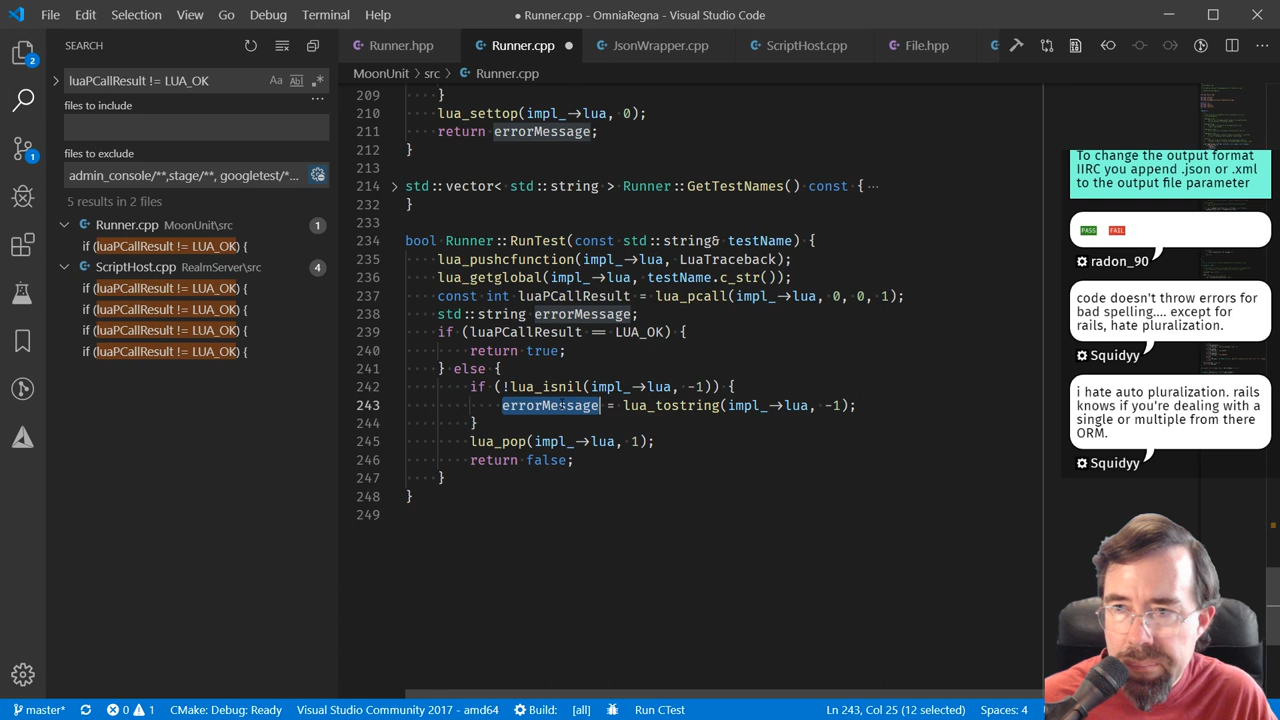 File Edit Selection View Go Debug Terminal Help
● Runner.cpp - OmniaRegna - Visual Studio Code
SEARCH
luaPCallResult != LUA_OK
Aa Abl .*
files to include
files to exclude
admin_console/**,stage/**, googletest/*...
5 results in 2 files
Runner.cpp MoonUnit\src 1
if (luaPCallResult != LUA_OK) {
ScriptHost.cpp RealmServer\src 4
if (luaPCallResult != LUA_OK) {
if (luaPCallResult != LUA_OK) {
if (luaPCallResult != LUA_OK) {
if (luaPCallResult != LUA_OK) {
2
1
Runner.hpp Runner.cpp ● JsonWrapper.cpp ScriptHost.cpp File.hpp
MoonUnit > src > Runner.cpp
209 }
210 lua_settop(impl_->lua, 0);
211 return errorMessage;
212 }
213
214 std::vector< std::string > Runner::GetTestNames() const {···
232 }
233
234 bool Runner::RunTest(const std::string& testName) {
235 lua_pushcfunction(impl_->lua, LuaTraceback);
236 lua_getglobal(impl_->lua, testName.c_str());
237 const int luaPCallResult = lua_pcall(impl_->lua, 0, 0, 1);
238 std::string errorMessage;
239 if (luaPCallResult == LUA_OK) {
240 return true;
241 } else {
242 if (!lua_isnil(impl_->lua, -1)) {
243 errorMessage = lua_tostring(impl_->lua, -1);
244 }
245 lua_pop(impl_->lua, 1);
246 return false;
247 }
248 }
249
To change the output format
IIRC you append .json or .xml
to the output file parameter
PASS FAIL
radon_90
code doesn't throw errors for
bad spelling.... except for
rails, hate pluralization.
Squidyy
i hate auto pluralization. rails
knows if you're dealing with a
single or multiple from there
ORM.
Squidyy
master* 0 1 CMake: Debug: Ready Visual Studio Community 2017 - amd64 Build: [all] Run CTest Ln 243, Col 25 (12 selected) Spaces: 4